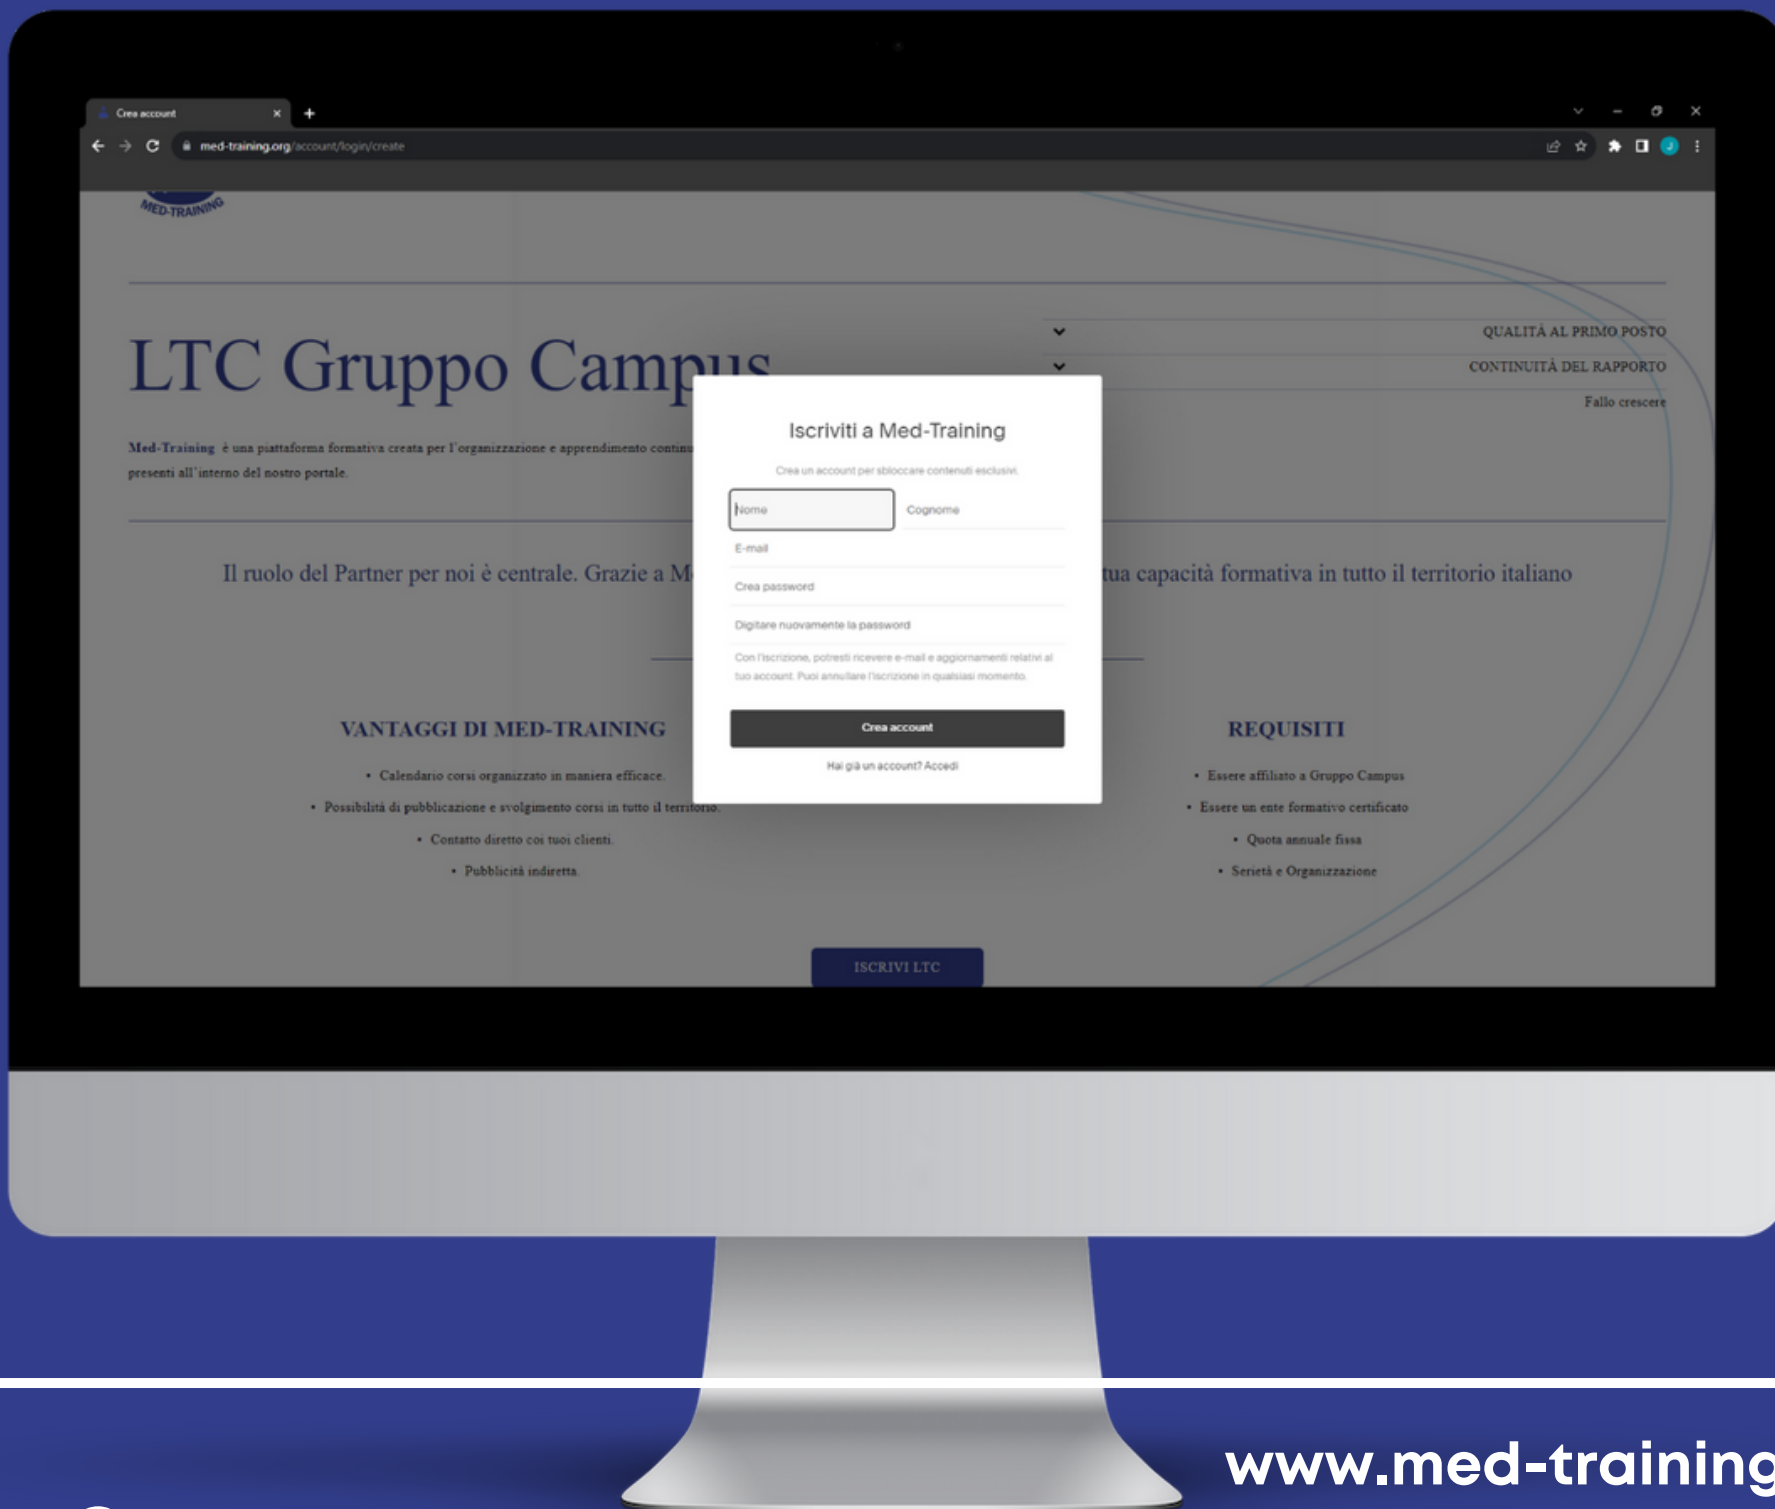 Crea account
med-training.org/account/login/create
MED-TRAINING
LTC Gruppo Campus
QUALITÀ AL PRIMO POSTO
CONTINUITÀ DEL RAPPORTO
Fallo crescere
Med-Training è una piattaforma formativa creata per l'organizzazione e apprendimento
presenti all'interno del nostro portale.
Il ruolo del Partner per noi è centrale. Grazie a
tua capacità formativa in tutto il territorio italiano
Iscriviti a Med-Training
Crea un account per sbloccare contenuti esclusivi.
Nome
Cognome
E-mail
Crea password
Digitare nuovamente la password
Con l'iscrizione, potresti ricevere e-mail e aggiornamenti relativi al
tuo account. Puoi annullare l'iscrizione in qualsiasi momento.
Crea account
Hai già un account? Accedi
VANTAGGI DI MED-TRAINING
• Calendario corsi organizzato in maniera efficace.
• Possibilità di pubblicazione e svolgimento corsi in tutto il territorio.
• Contatto diretto coi tuoi clienti.
• Pubblicità indiretta.
REQUISITI
• Essere affiliato a Gruppo Campus
• Essere un ente formativo certificato
• Quota annuale fissa
• Serietà e Organizzazione
ISCRIVI LTC
www.med-training